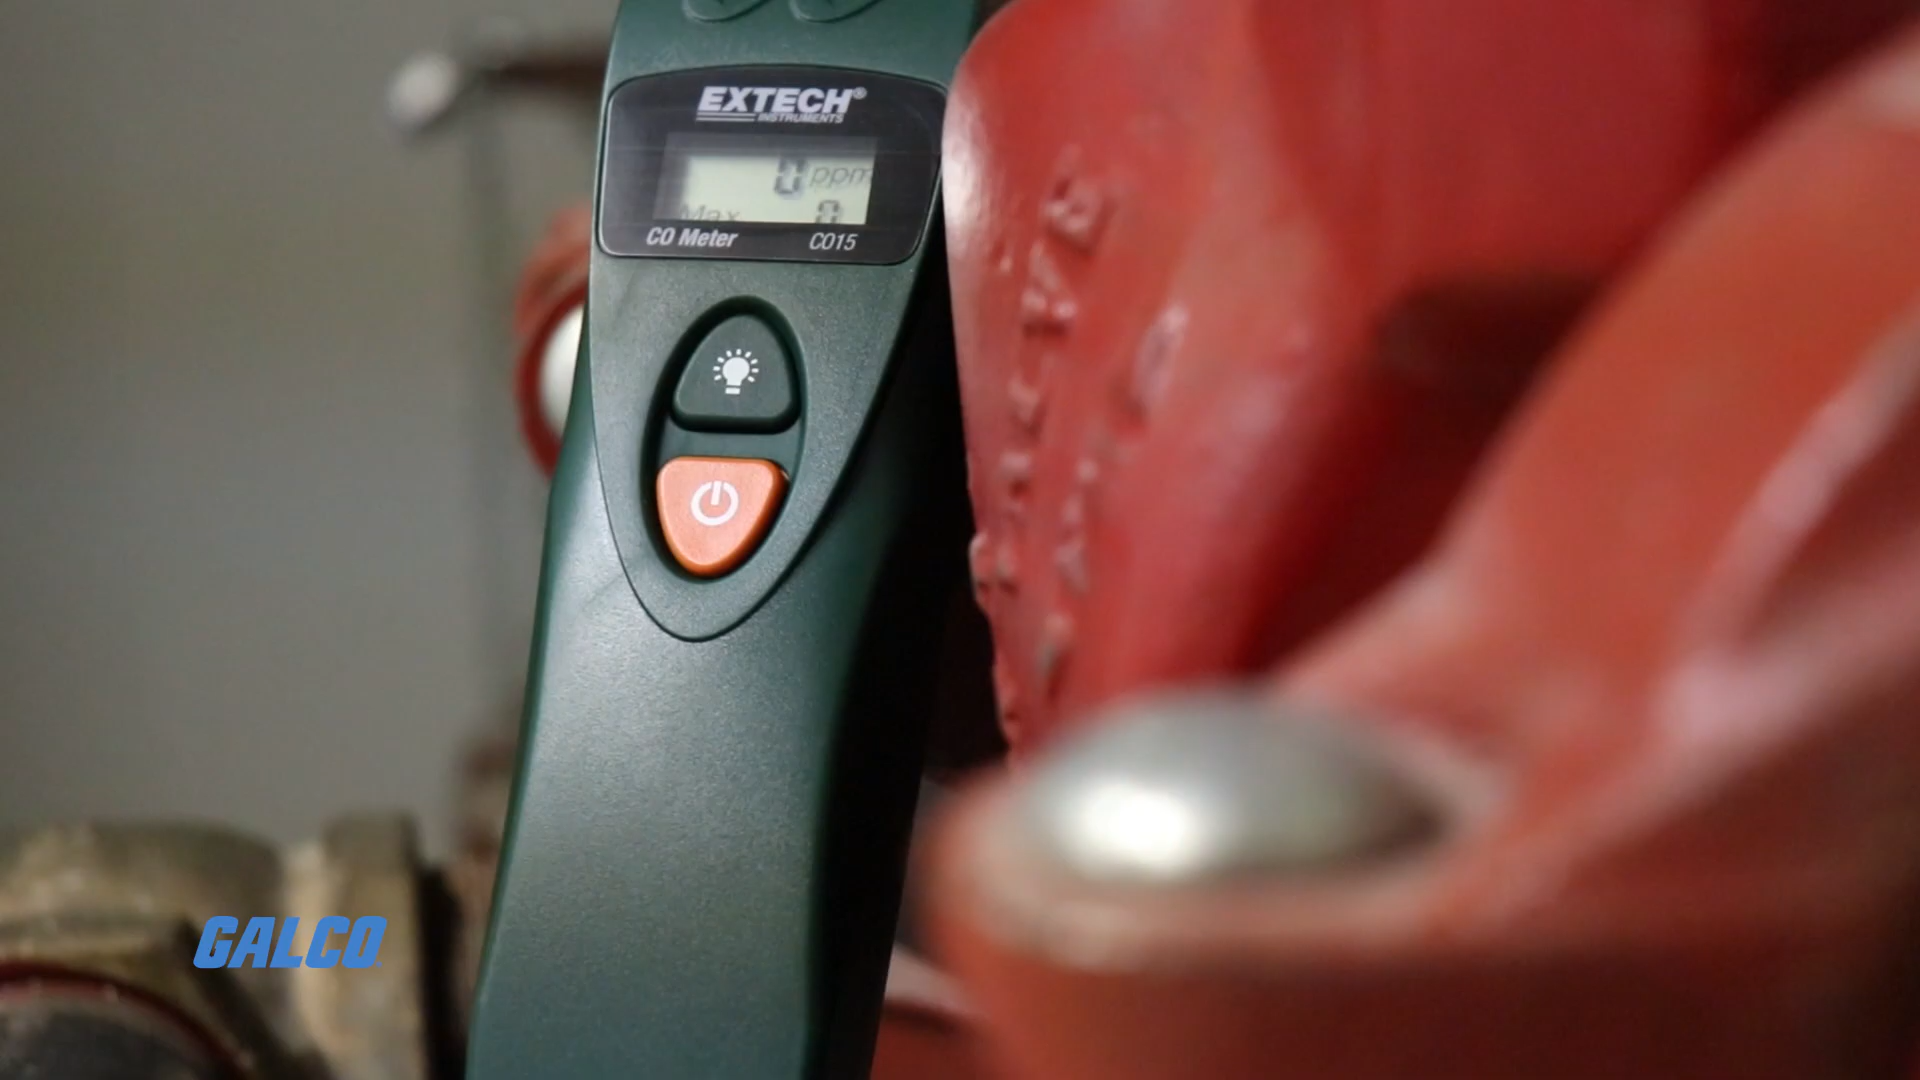 EXTECH®
INSTRUMENTS
0 ppm
Max 0
CO Meter CO15
GALCO